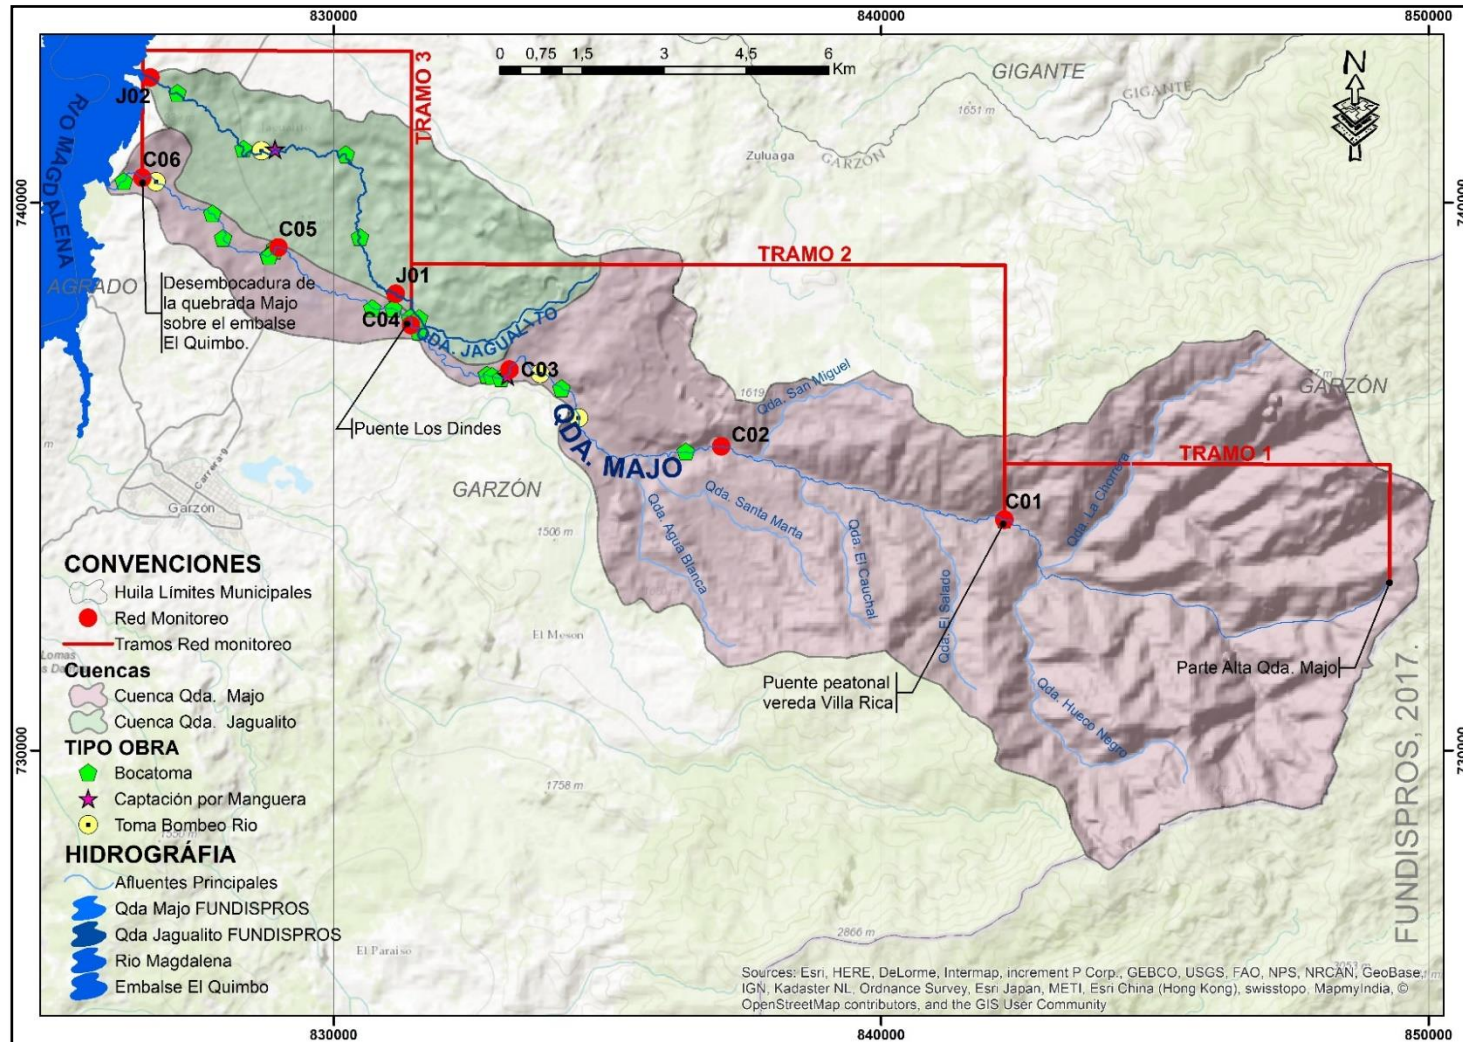 830000
840000
850000
0 0,75 1,5 3 4,5 6
Km
N
TRAMO 3
GIGANTE
GIGANTE
1651 m
Zuluaga
GARZÓN
J02
RÍO MAGDALENA
C06
740000
740000
C05
TRAMO 2
AGRADO
Desembocadura de
la quebrada Majo
sobre el embalse
El Quimbo.
J01
C04
QDA. JAGUALITO
C03
Qda. San Miguel
1619 m
GARZÓN
Puente Los Dindes
QDA. MAJO
C02
TRAMO 1
Carrera 9
Garzón
GARZÓN
Qda. La Chorrera
Qda. Santa Marta
C01
Qda. Agua Blanca
1506 m
Qda. El Cauchal
Qda. El Salado
El Meson
Parte Alta Qda. Majo
Puente peatonal
vereda Villa Rica
Qda. Hueco Negro
730000
730000
1758 m
2866 m
3053 m
El Paraiso
FUNDISPROS, 2017.
CONVENCIONES
Huila Límites Municipales
Red Monitoreo
Tramos Red monitoreo
Cuencas
Cuenca Qda. Majo
Cuenca Qda. Jagualito
TIPO OBRA
Bocatoma
Captación por Manguera
Toma Bombeo Rio
HIDROGRÁFIA
Afluentes Principales
Qda Majo FUNDISPROS
Qda Jagualito FUNDISPROS
Rio Magdalena
Embalse El Quimbo
Sources: Esri, HERE, DeLorme, Intermap, increment P Corp., GEBCO, USGS, FAO, NPS, NRCAN, GeoBase,
IGN, Kadaster NL, Ordnance Survey, Esri Japan, METI, Esri China (Hong Kong), swisstopo, MapmyIndia, ©
OpenStreetMap contributors, and the GIS User Community
830000
840000
850000